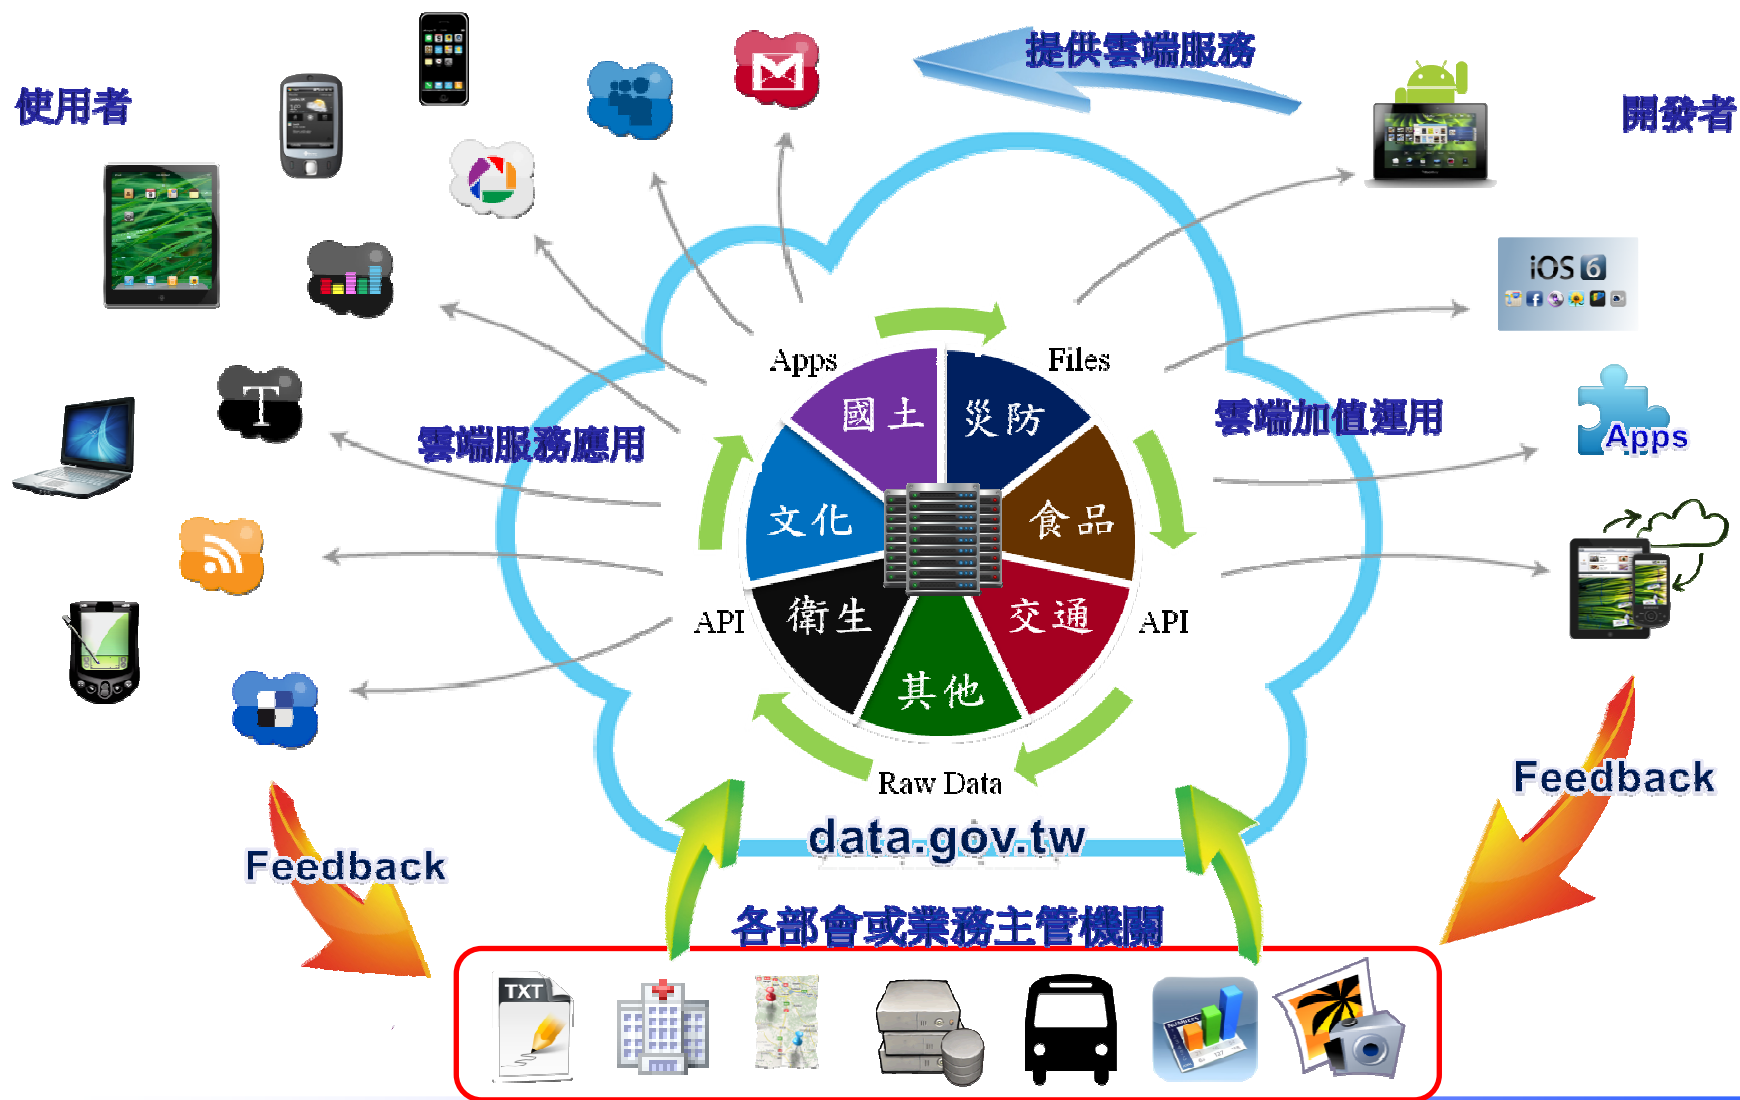 提供雲端服務
使用者
開發者
iOS 6
Apps
Files
國土
災防
雲端服務應用
雲端加值運用
Apps
文化
食品
API
衛生
交通
API
其他
Raw Data
Feedback
data.gov.tw
Feedback
各部會或業務主管機關
TXT